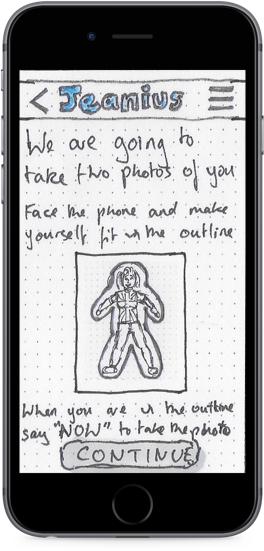 < Jeanius
We are going to
take two photos of you
Face the phone and make
yourself fit in the outline
When you are in the outline
say "NOW" to take the photo
CONTINUE